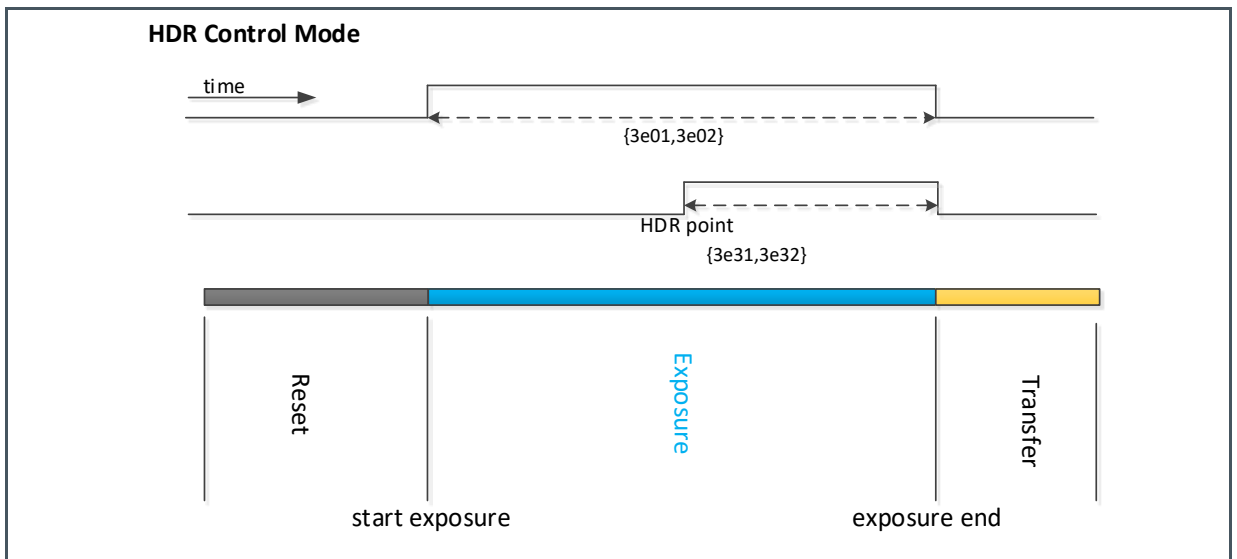 HDR Control Mode
time
{3e01,3e02}
HDR point
{3e31,3e32}
Reset
Exposure
Transfer
start exposure
exposure end